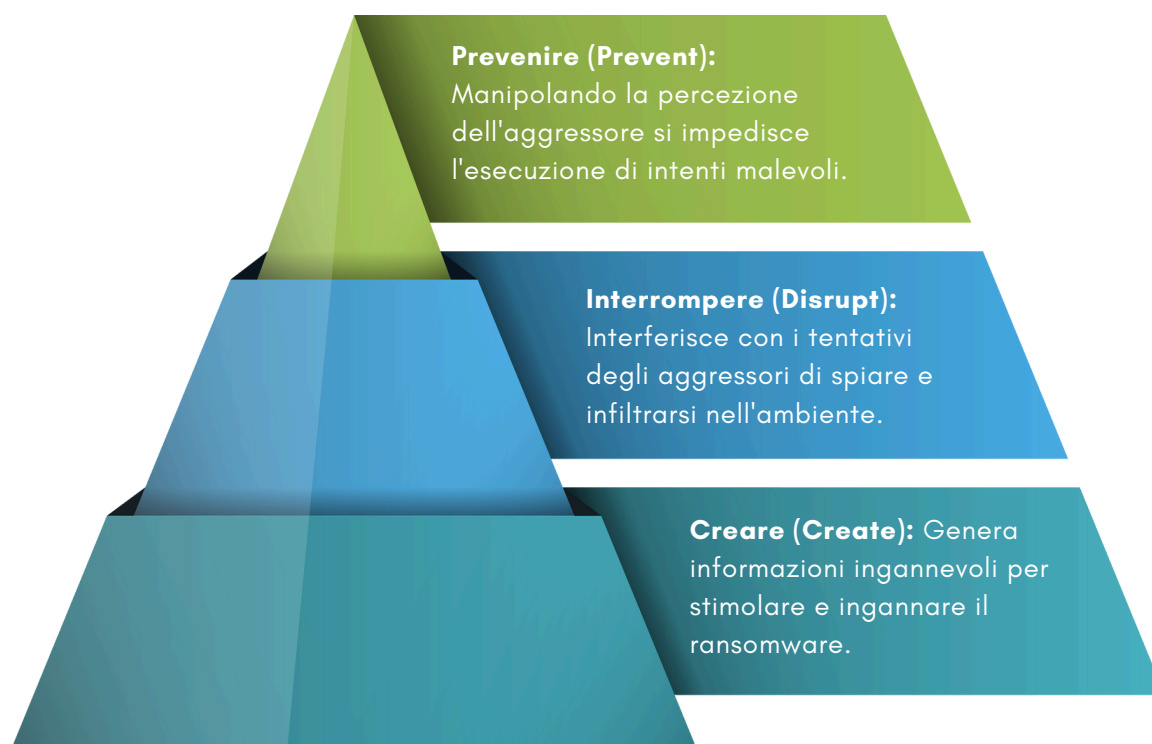 Prevenire (Prevent):
Manipolando la percezione
dell'aggressore si impedisce
l'esecuzione di intenti malevoli.
Interrompere (Disrupt):
Interferisce con i tentativi
degli aggressori di spiare e
infiltrarsi nell'ambiente.
Creare (Create): Genera
informazioni ingannevoli per
stimolare e ingannare il
ransomware.